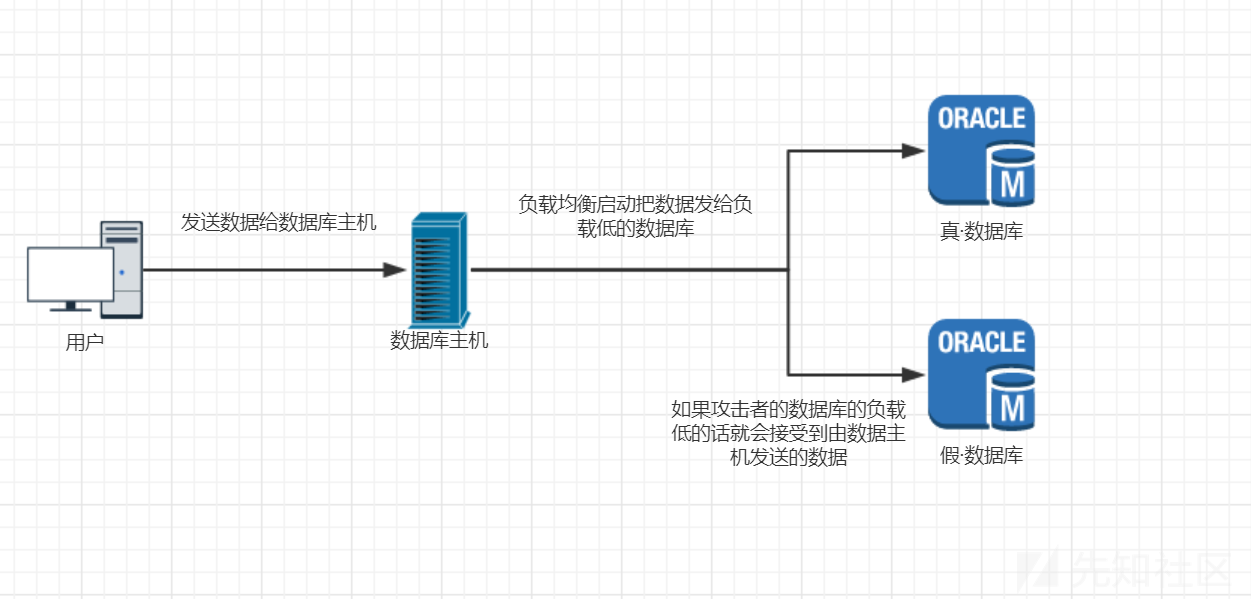 ORACLE
M
真·数据库
发送数据给数据库主机
负载均衡启动把数据发给负
载低的数据库
用户
数据库主机
ORACLE
M
假·数据库
如果攻击者的数据库的负载
低的话就会接受到由数据主
机发送的数据
先知社区